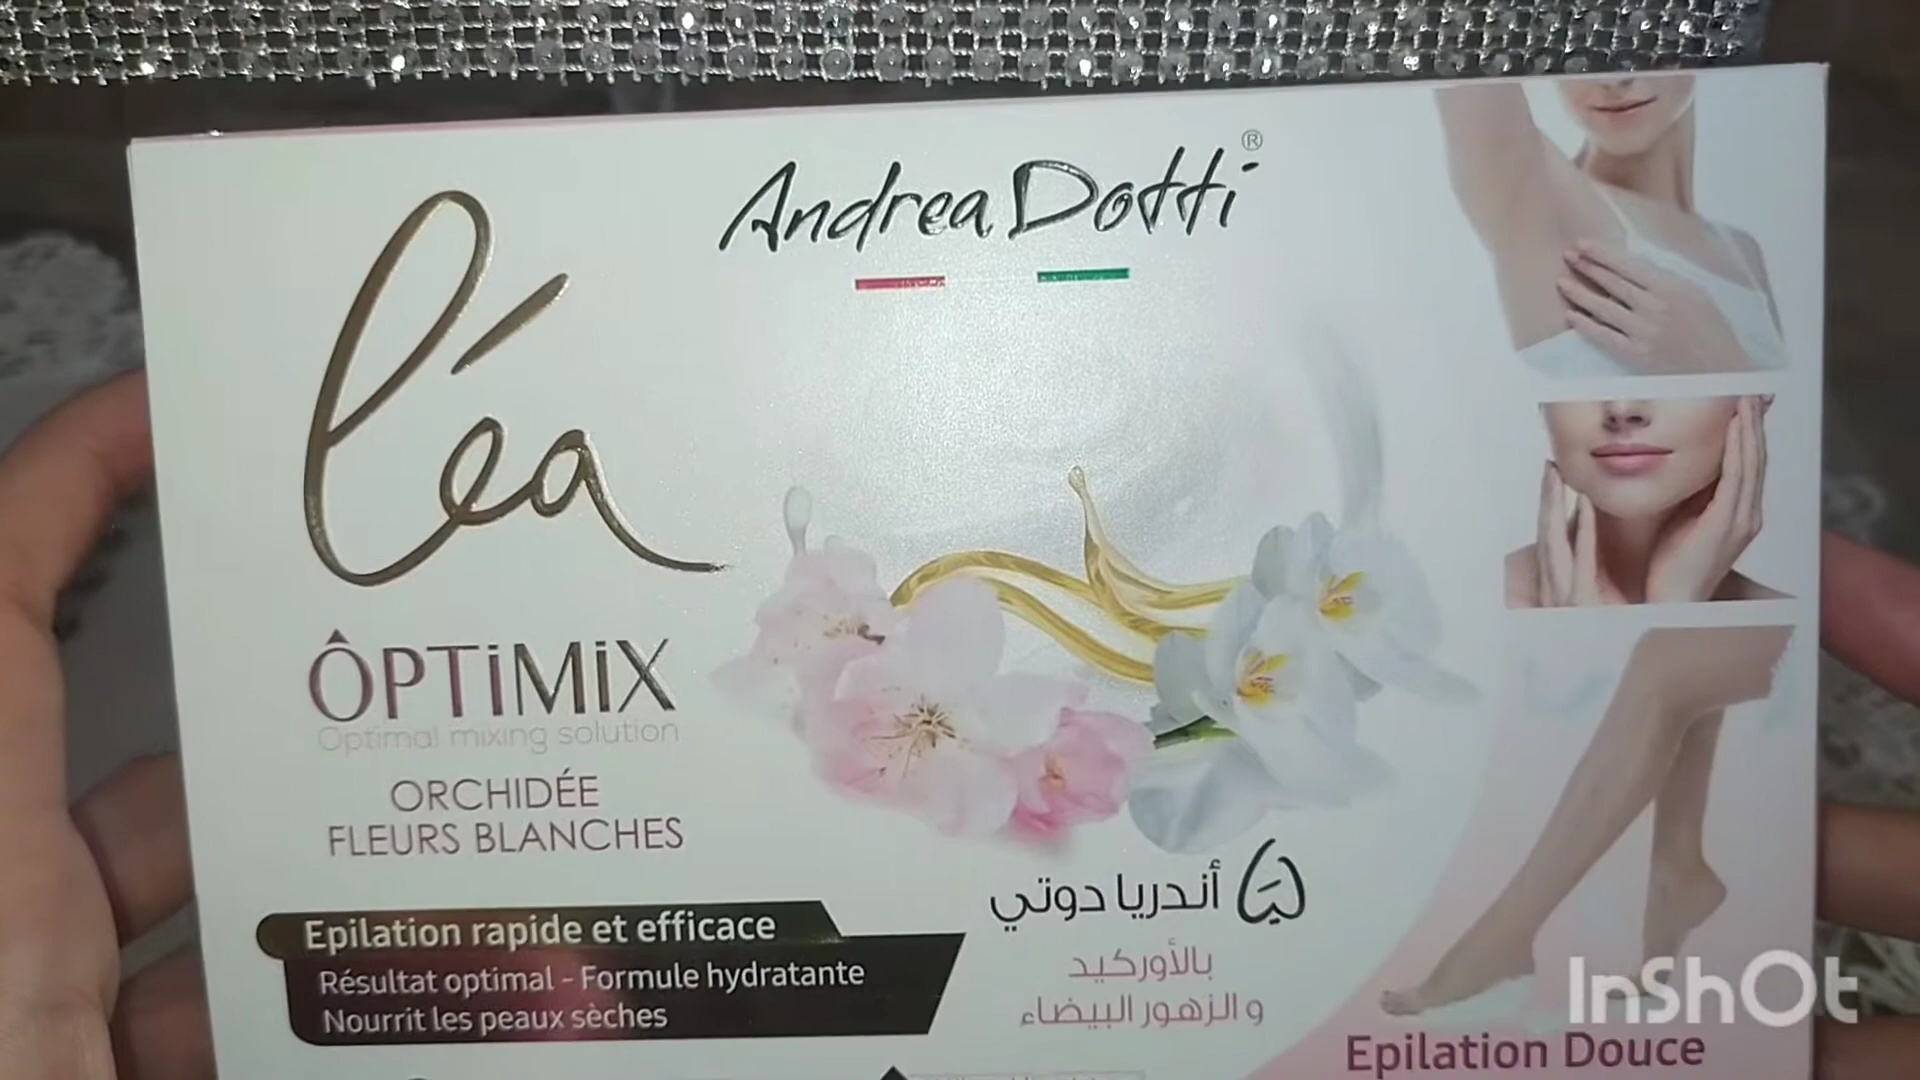 Andrea Dotti®
léa
ÔPTiMiX
Optimal mixing solution
ORCHIDÉE
FLEURS BLANCHES
Epilation rapide et efficace
Résultat optimal - Formule hydratante
Nourrit les peaux sèches
ليا أندريا دوتي
بالأوركيد
و الزهور البيضاء
Epilation Douce
InShOt